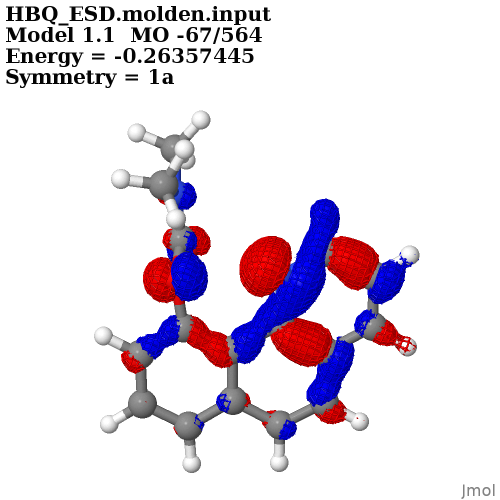 HBQ_ESD.molden.input
Model 1.1  MO -67/564
Energy = -0.26357445
Symmetry = 1a
Jmol